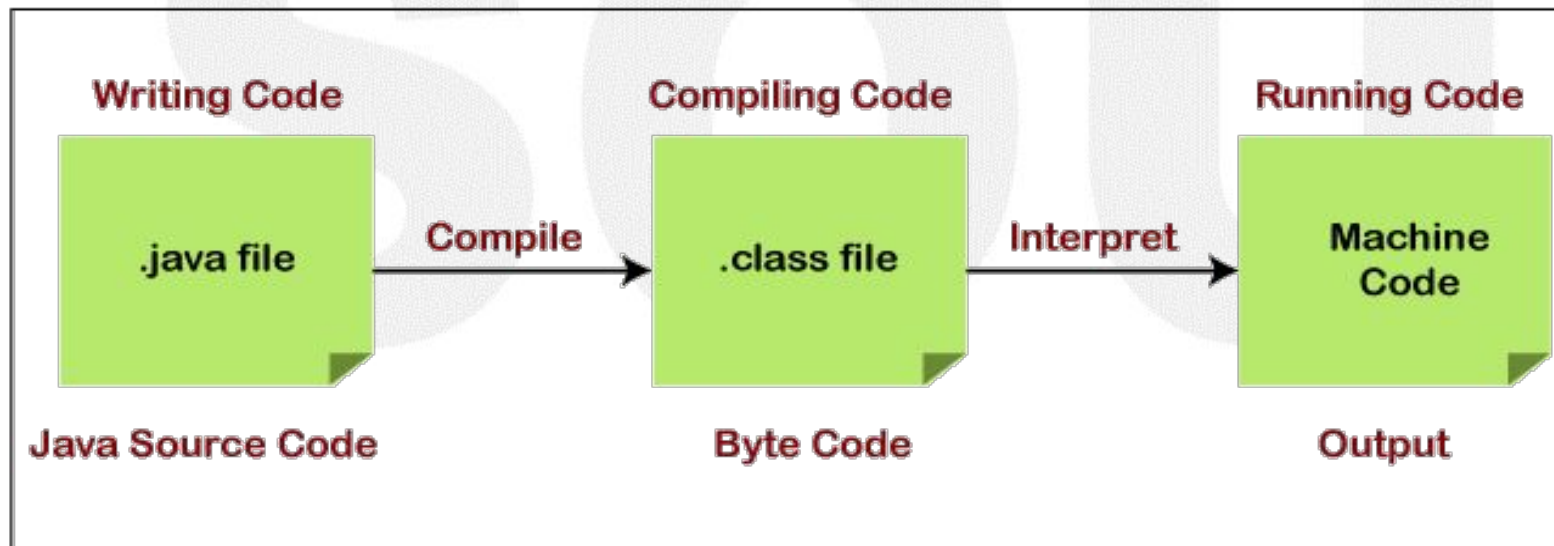 Writing Code
Compiling Code
Running Code
.java file
Compile
.class file
Interpret
Machine
Code
Java Source Code
Byte Code
Output